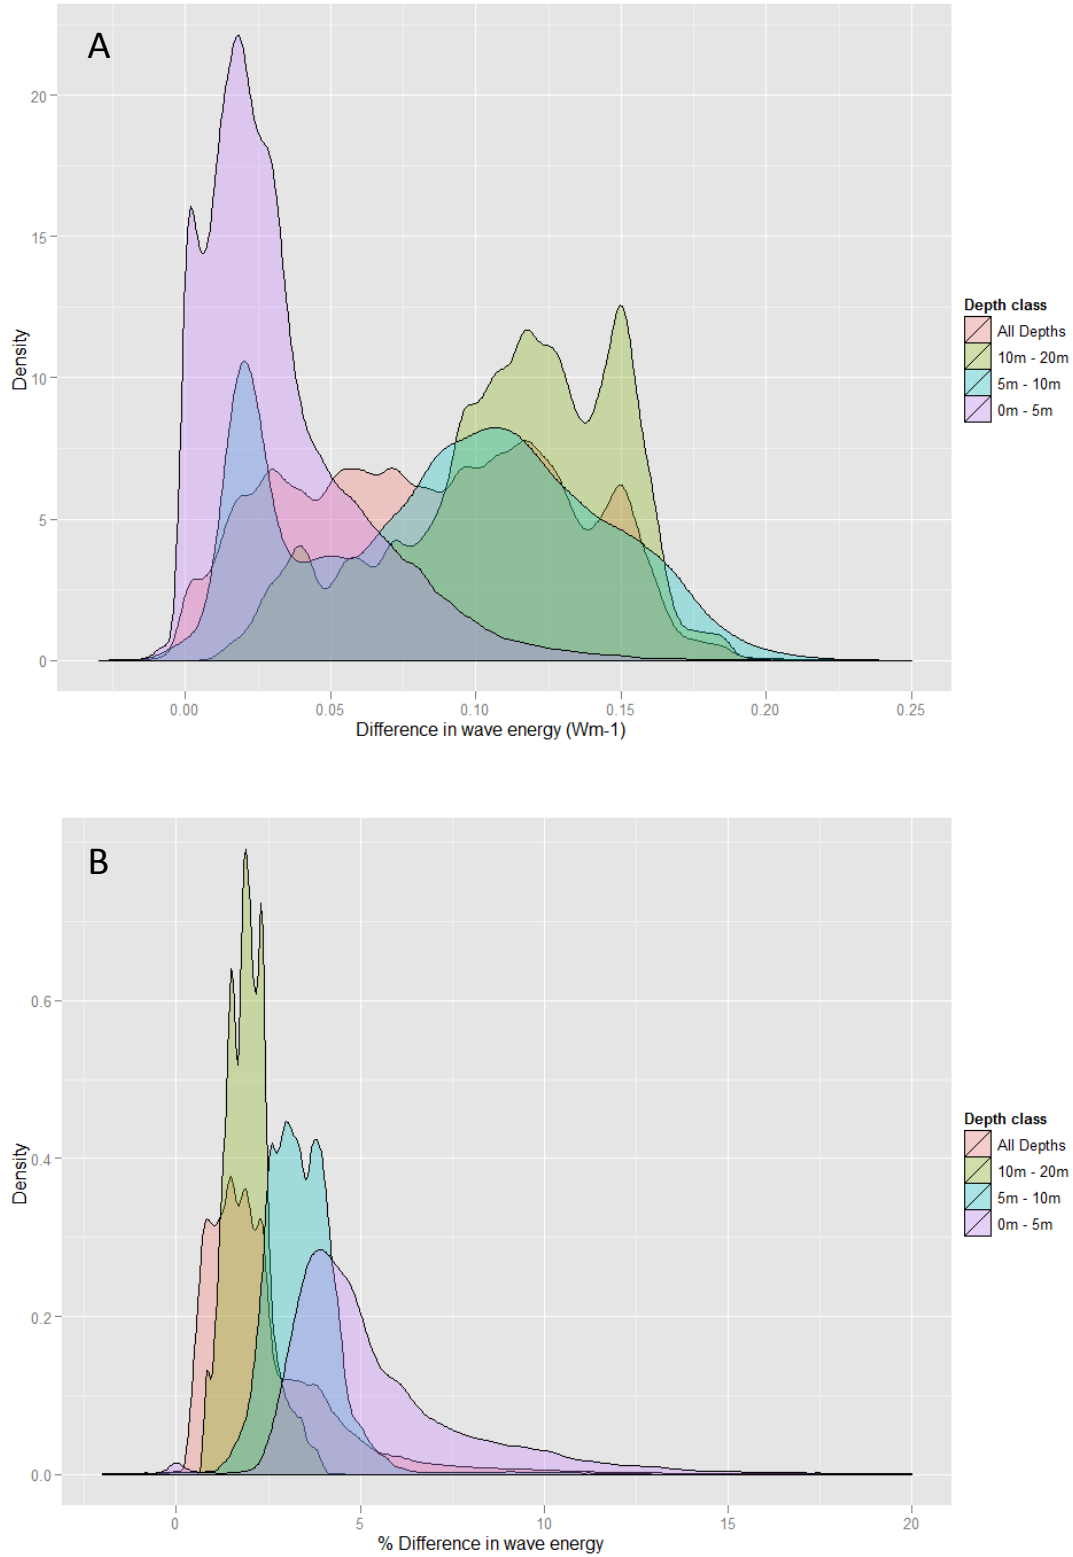 A
20
15
10
5
0
Density
0.00 0.05 0.10 0.15 0.20 0.25
Difference in wave energy (Wm-1)
Depth class
All Depths
10m - 20m
5m - 10m
0m - 5m
B
0.6
0.4
0.2
0.0
Density
0 5 10 15 20
% Difference in wave energy
Depth class
All Depths
10m - 20m
5m - 10m
0m - 5m